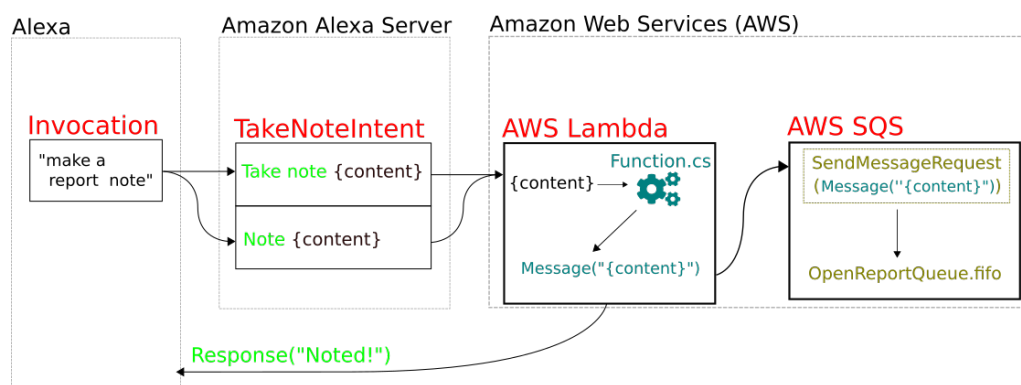 Alexa
Amazon Alexa Server
Amazon Web Services (AWS)
Invocation
"make a
report note"
TakeNoteIntent
Take note {content}
Note {content}
AWS Lambda
Function.cs
{content}
Message("{content}")
AWS SQS
SendMessageRequest
(Message("{content}"))
OpenReportQueue.fifo
Response("Noted!")